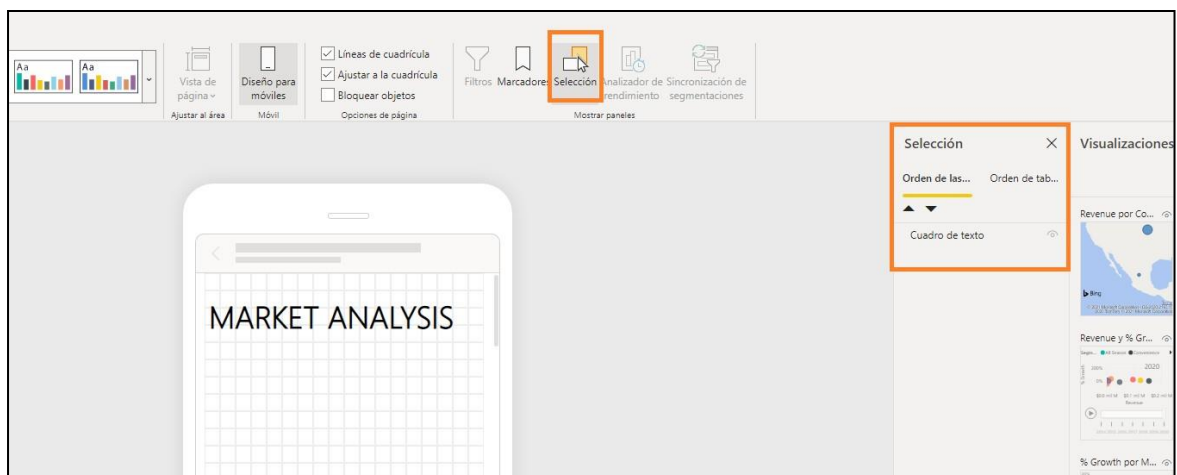 Aa
Aa
Vista de
página
Ajustar al área
Diseño para
móviles
Móvil
Líneas de cuadrícula
Ajustar a la cuadrícula
Bloquear objetos
Opciones de página
Filtros
Marcadores
Selección
Analizador de
rendimiento
Sincronización de
segmentaciones
Mostrar paneles
Selección
Orden de las...
Orden de tab...
Cuadro de texto
MARKET ANALYSIS
Visualizaciones
Revenue por Co...
Bing
Revenue y % Gr...
2020
% Growth
Revenue
% Growth por M...